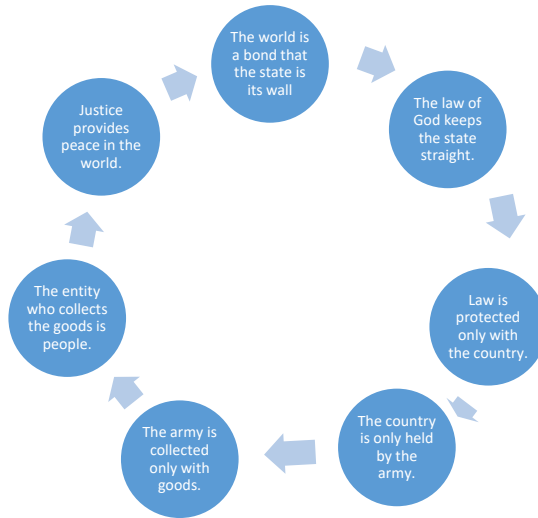 The world is
a bond that
the state is
its wall
The law of
God keeps
the state
straight.
Law is
protected
only with
the country.
The country
is only held
by the
army.
The army is
collected
only with
goods.
The entity
who collects
the goods is
people.
Justice
provides
peace in the
world.